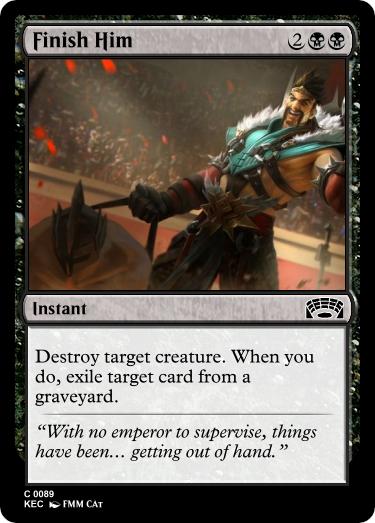 Finish Him 2
Instant
Destroy target creature. When you
do, exile target card from a
graveyard.
“With no emperor to supervise, things
have been… getting out of hand.”
C 0089
KEC FMM CAt